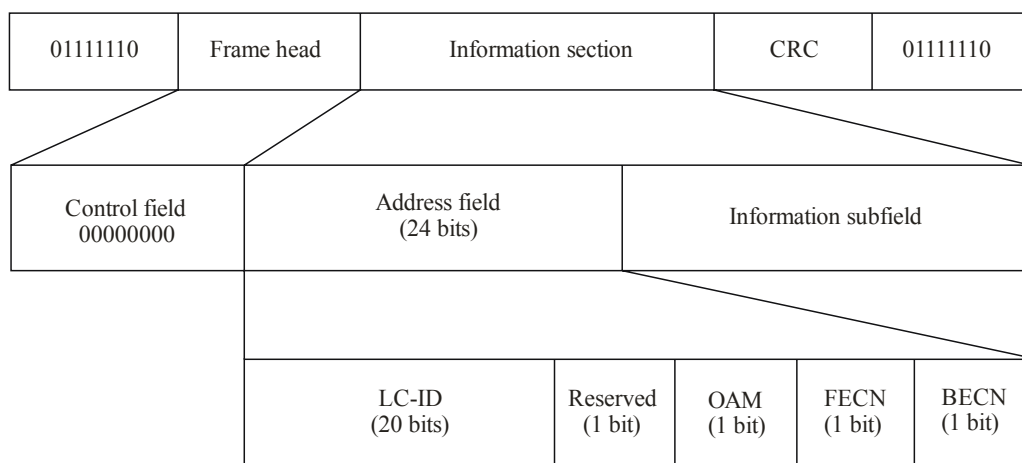 01111110
Frame head
Information section
CRC
01111110
Control field
00000000
Address field
(24 bits)
Information subfield
LC-ID
(20 bits)
Reserved
(1 bit)
OAM
(1 bit)
FECN
(1 bit)
BECN
(1 bit)